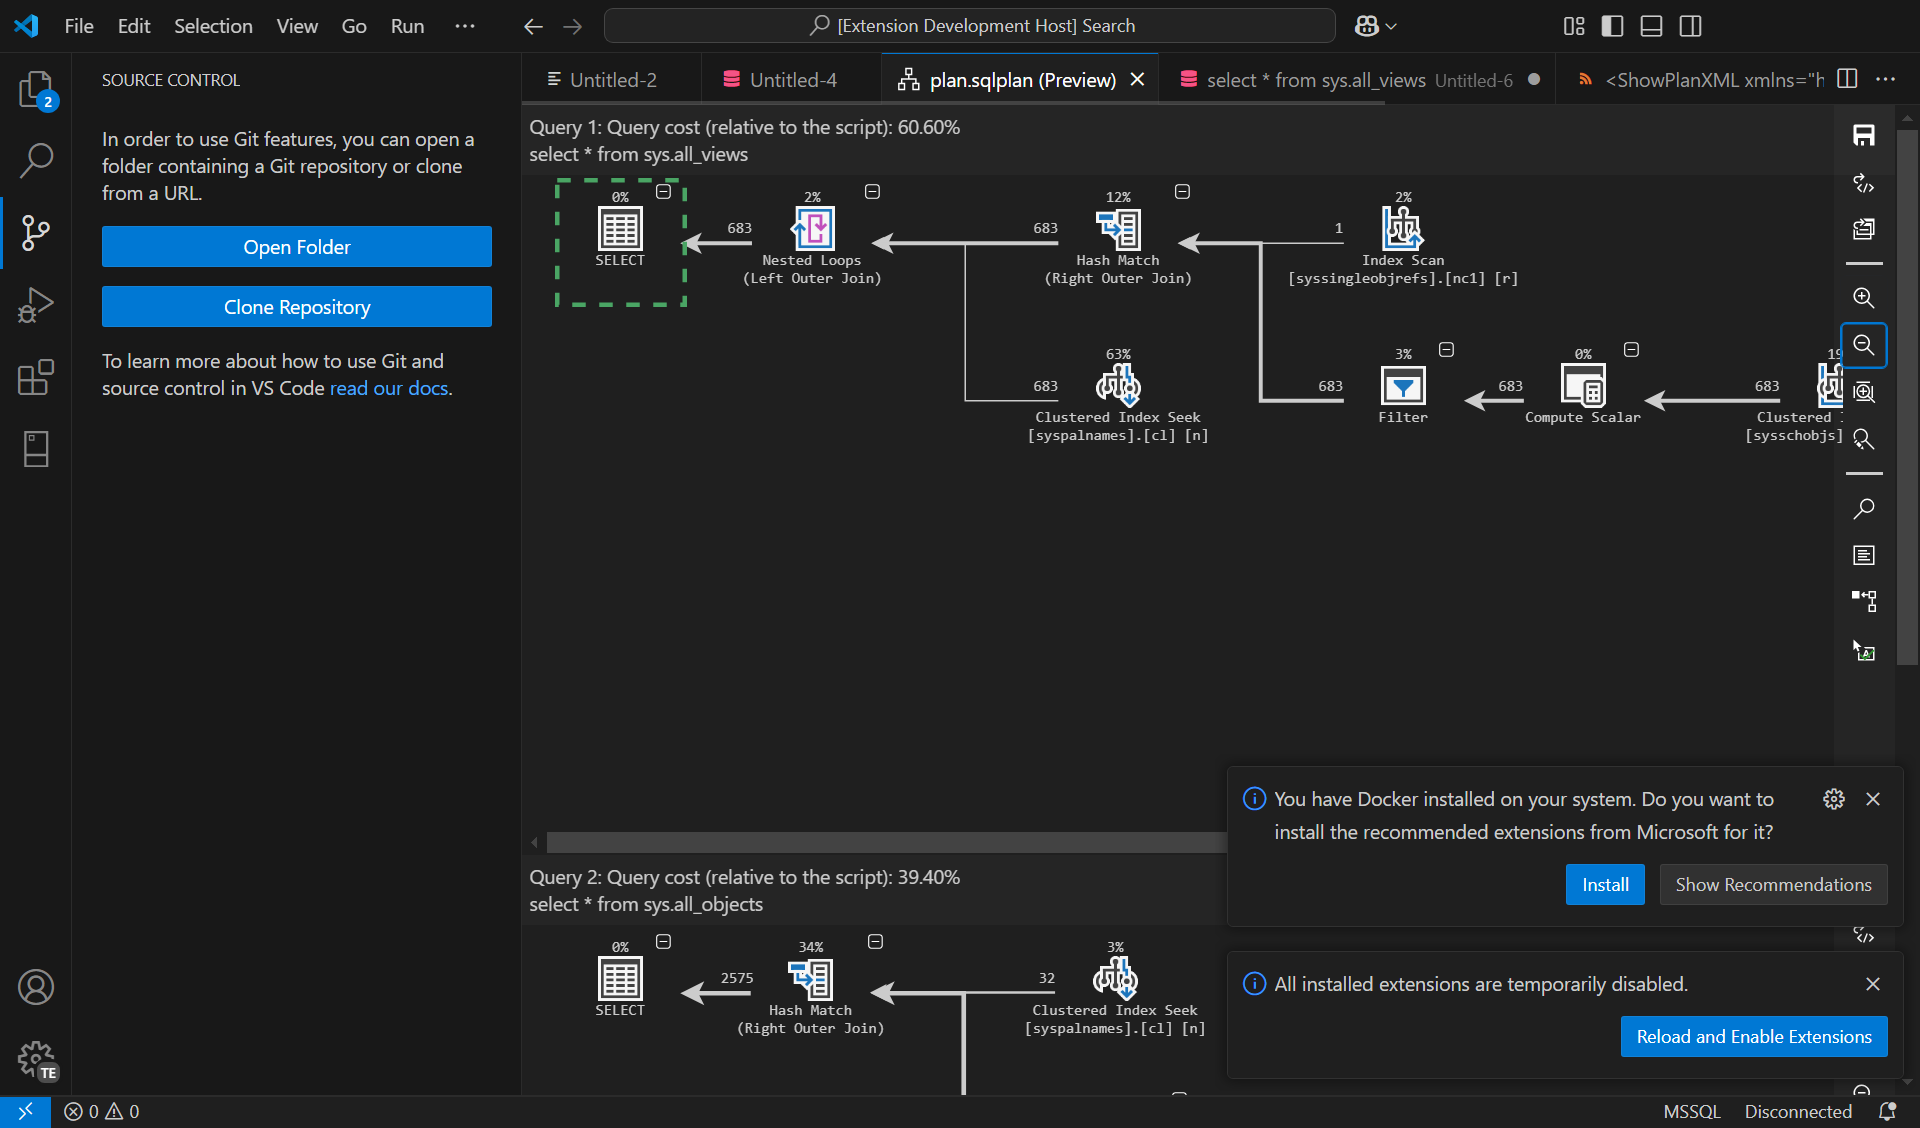 File Edit Selection View Go Run
[Extension Development Host] Search
SOURCE CONTROL
2
In order to use Git features, you can open a
folder containing a Git repository or clone
from a URL.
Open Folder
Clone Repository
To learn more about how to use Git and
source control in VS Code read our docs.
TE
Untitled-2
Untitled-4
plan.sqlplan (Preview)
select * from sys.all_views Untitled-6
<ShowPlanXML xmlns="h
Query 1: Query cost (relative to the script): 60.60%
select * from sys.all_views
0%
SELECT
683
2%
Nested Loops
(Left Outer Join)
683
12%
Hash Match
(Right Outer Join)
1
2%
Index Scan
[syssingleobjrefs].[nc1] [r]
683
63%
Clustered Index Seek
[syspalnames].[cl] [n]
683
3%
Filter
683
0%
Compute Scalar
683
19
Clustered
[sysschobjs]
Query 2: Query cost (relative to the script): 39.40%
select * from sys.all_objects
0%
SELECT
2575
34%
Hash Match
(Right Outer Join)
32
3%
Clustered Index Seek
[syspalnames].[cl] [n]
You have Docker installed on your system. Do you want to
install the recommended extensions from Microsoft for it?
Install
Show Recommendations
All installed extensions are temporarily disabled.
Reload and Enable Extensions
0 0
MSSQL Disconnected